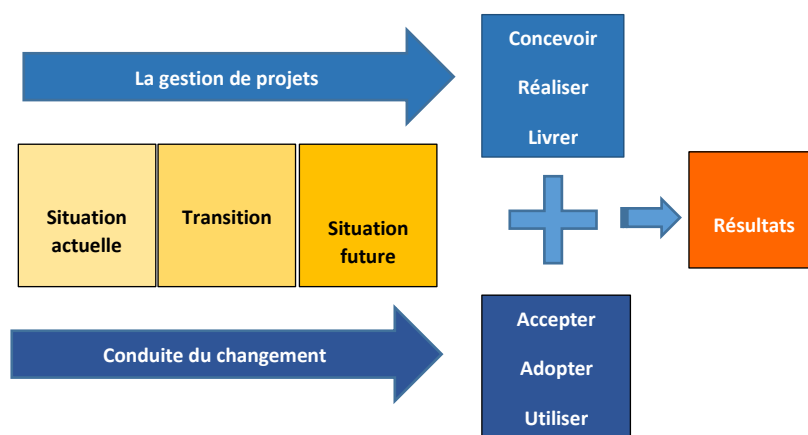 La gestion de projets
Concevoir
Réaliser
Livrer
Situation
actuelle
Transition
Situation
future
Résultats
Conduite du changement
Accepter
Adopter
Utiliser